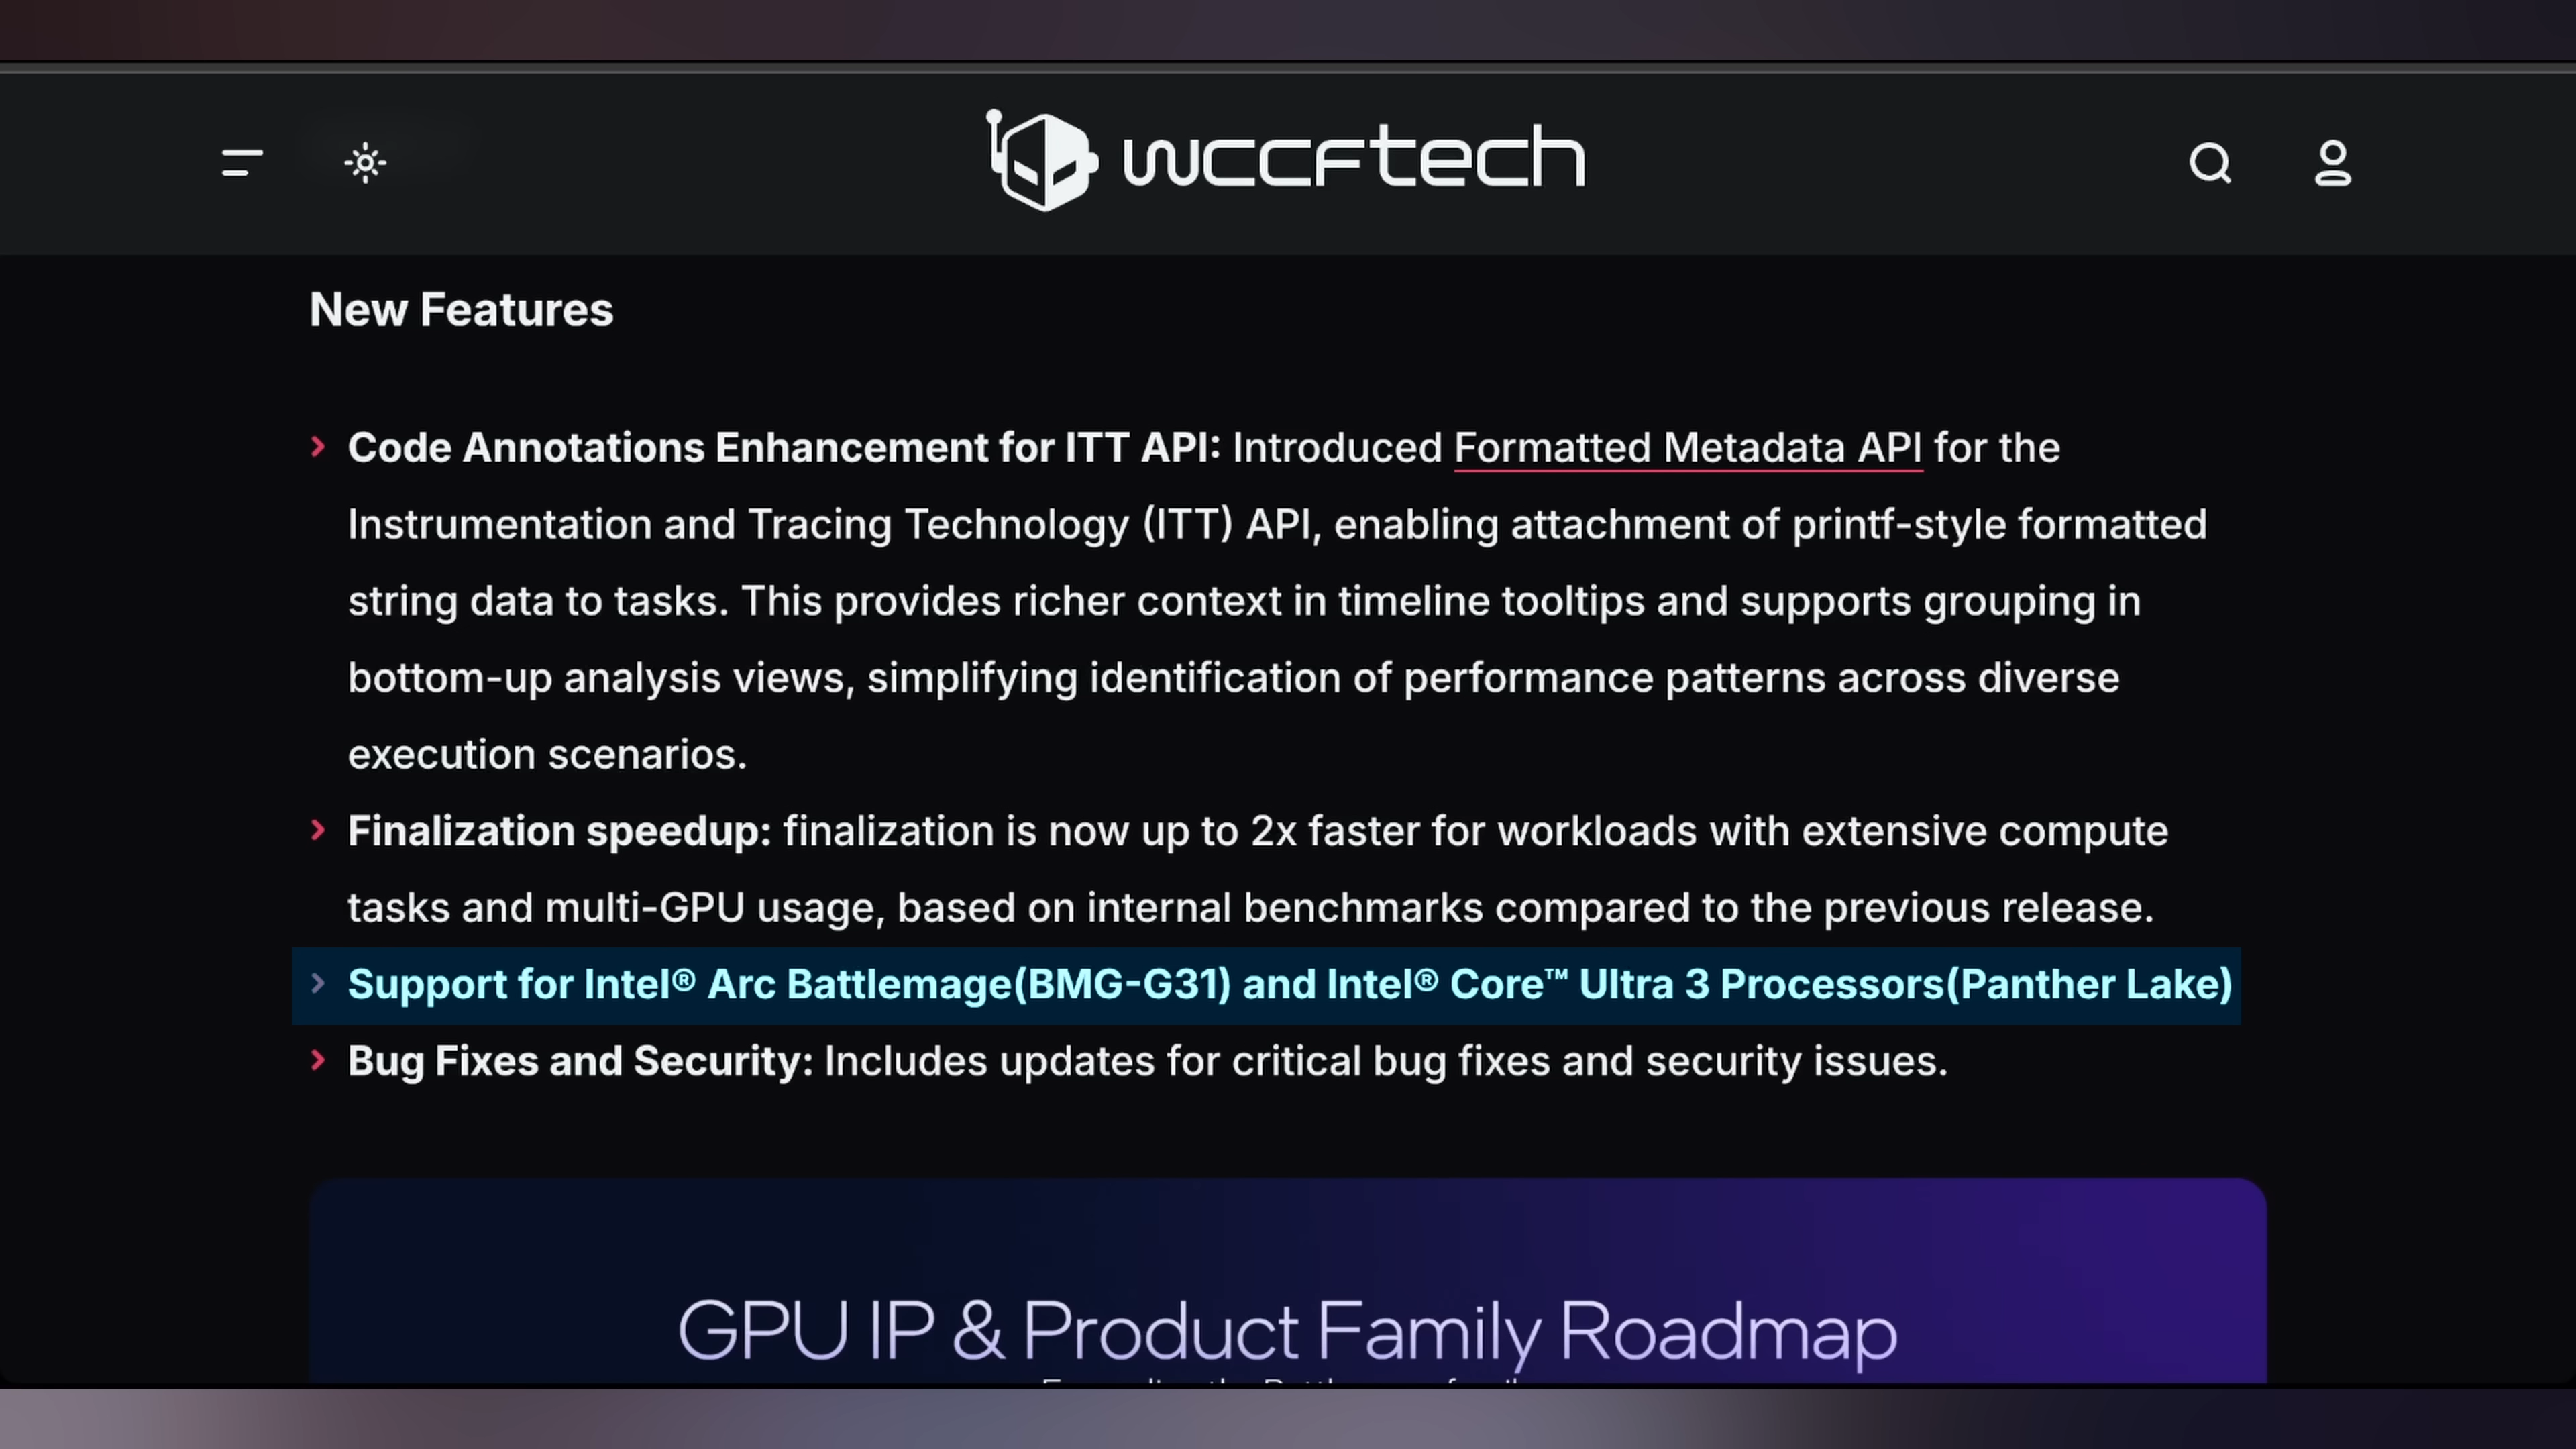 wccftech
New Features
Code Annotations Enhancement for ITT API: Introduced Formatted Metadata API for the
Instrumentation and Tracing Technology (ITT) API, enabling attachment of printf-style formatted
string data to tasks. This provides richer context in timeline tooltips and supports grouping in
bottom-up analysis views, simplifying identification of performance patterns across diverse
execution scenarios.
Finalization speedup: finalization is now up to 2x faster for workloads with extensive compute
tasks and multi-GPU usage, based on internal benchmarks compared to the previous release.
Support for Intel® Arc Battlemage(BMG-G31) and Intel® Core™ Ultra 3 Processors(Panther Lake)
Bug Fixes and Security: Includes updates for critical bug fixes and security issues.
GPU IP & Product Family Roadmap